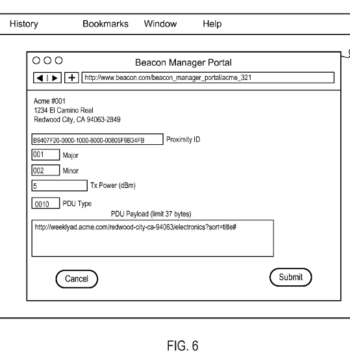 History Bookmarks Window Help
Beacon Manager Portal
http://www.beacon.com/beacon_manager_portal/acme_321
Acme #001
1234 El Camino Real
Redwood City, CA 94063-2849
B9407F20-0000-1000-8000-00805F9B34FB Proximity ID
001 Major
002 Minor
5 Tx Power (dBm)
0010 PDU Type
PDU Payload (limit 37 bytes)
http://weeklyad.acme.com/redwood-city-ca-94063/electronics?sort=title#
Cancel Submit
FIG. 6